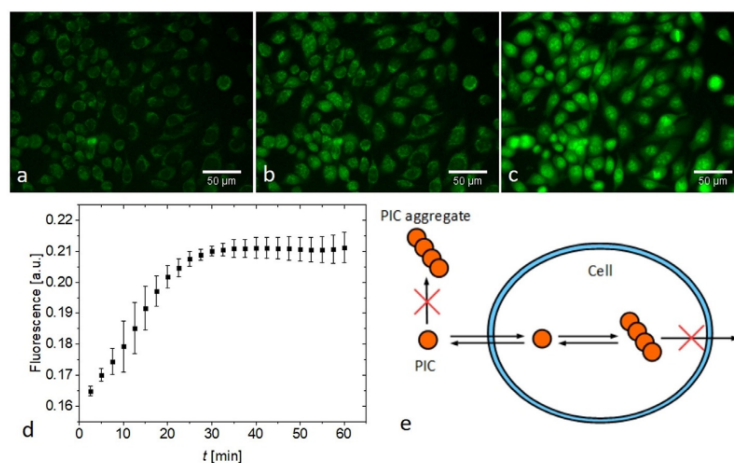 a
50 µm
b
50 µm
c
50 µm
0.22
0.21
0.20
0.19
0.18
0.17
0.16
Fluorescence [a.u.]
0 10 20 30 40 50 60
t [min]
d
PIC aggregate
Cell
PIC
e